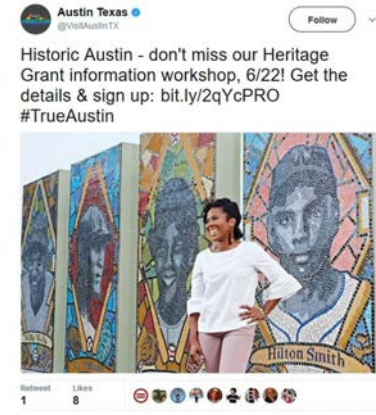 Austin Texas
@VisitAustinTX
Follow
Historic Austin - don't miss our Heritage
Grant information workshop, 6/22! Get the
details & sign up: bit.ly/2qYcPRO
#TrueAustin
Hilton Smith
Retweet
Likes
1
8